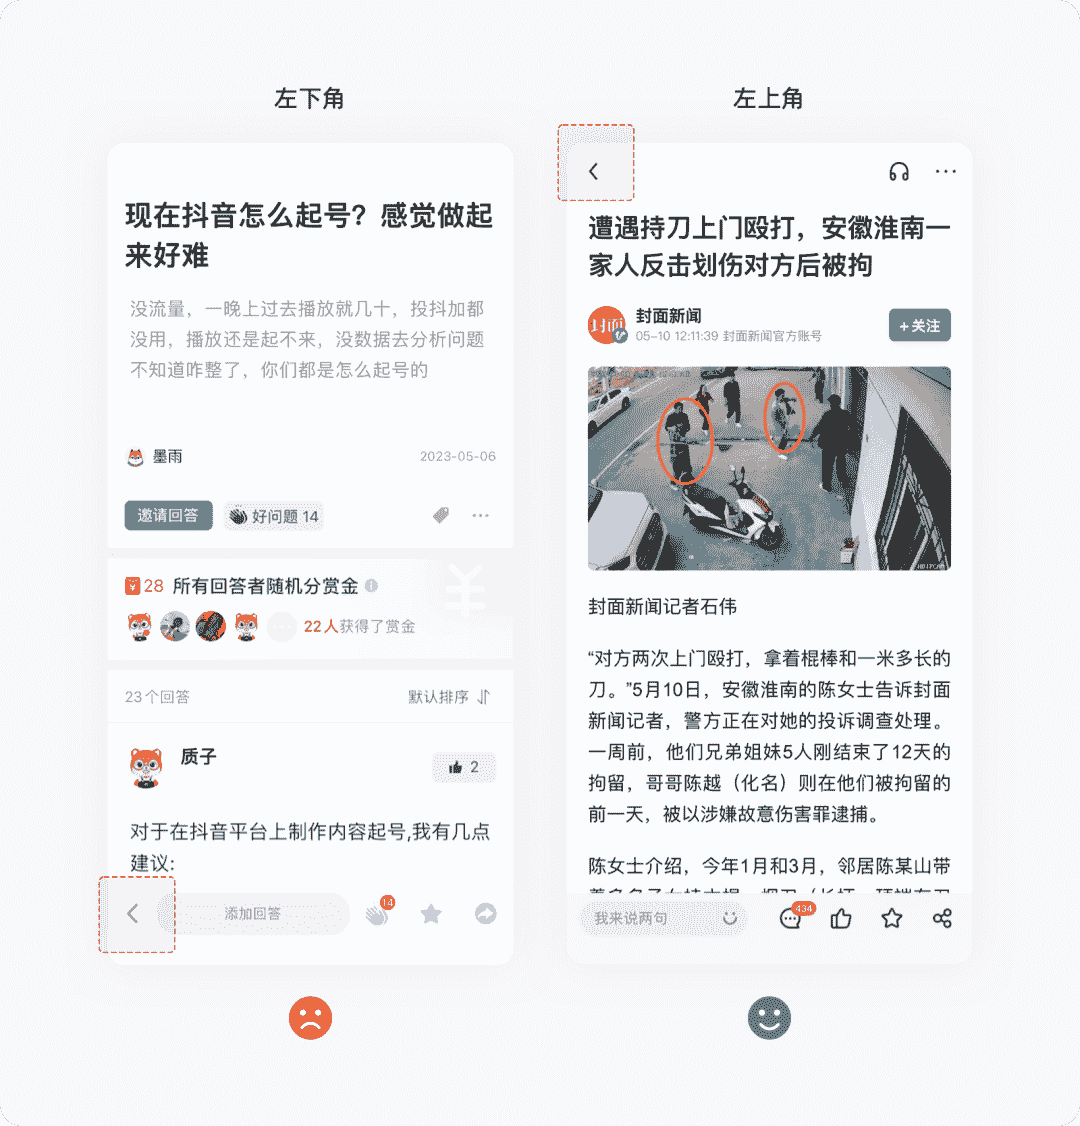 左下角
现在抖音怎么起号？感觉做起
来好难
没流量，一晚上过去播放就几十，投抖加都
没用，播放还是起不来，没数据去分析问题
不知道咋整了，你们都是怎么起号的
墨雨
2023-05-06
邀请回答
好问题 14
28 所有回答者随机分赏金
22人获得了赏金
23个回答
默认排序
质子
2
对于在抖音平台上制作内容起号,我有几点
建议:
添加回答
14
左上角
遭遇持刀上门殴打，安徽淮南一
家人反击划伤对方后被拘
封面
封面新闻
05-10 12:11:39 封面新闻官方账号
+关注
封面新闻记者石伟
“对方两次上门殴打，拿着棍棒和一米多长的
刀。”5月10日，安徽淮南的陈女士告诉封面
新闻记者，警方正在对她的投诉调查处理。
一周前，他们兄弟姐妹5人刚结束了12天的
拘留，哥哥陈越（化名）则在他们被拘留的
前一天，被以涉嫌故意伤害罪逮捕。
陈女士介绍，今年1月和3月，邻居陈某山带
我来说两句
434